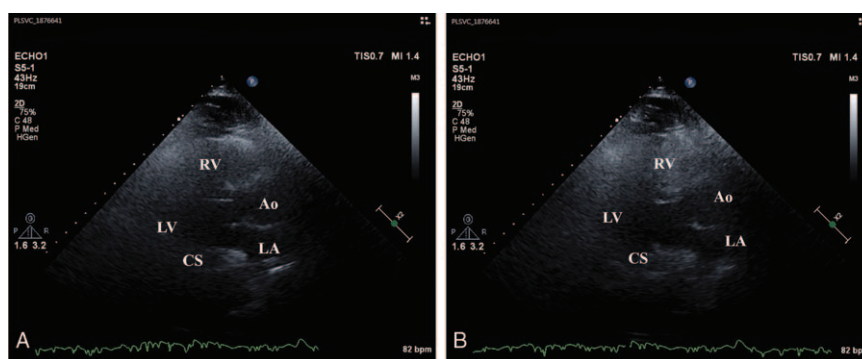 PLSVC_1876641
ECHO1
S5-1
43Hz
19cm
2D
75%
C 48
P Med
HGen
TIS0.7 MI 1.4
M3
RV
Ao
LV
LA
CS
P R
1.6 3.2
x2
A
82 bpm
PLSVC_1876641
ECHO1
S5-1
43Hz
19cm
2D
75%
C 48
P Med
HGen
TIS0.7 MI 1.4
M3
RV
Ao
LV
LA
CS
P R
1.6 3.2
x2
B
82 bpm